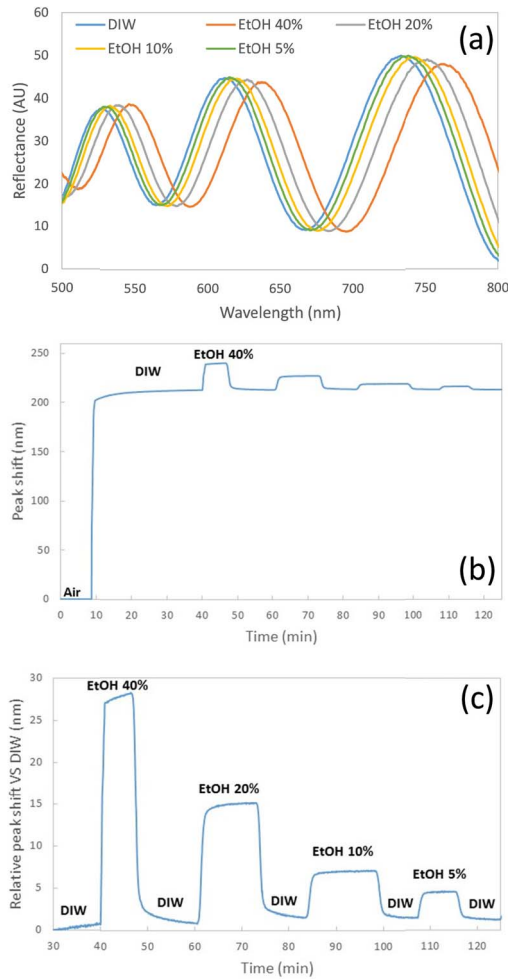 (a)
DIW EtOH 40% EtOH 20%
EtOH 10% EtOH 5%
Reflectance (AU)
60
50
40
30
20
10
0
500 550 600 650 700 750 800
Wavelength (nm)
(b)
Peak shift (nm)
250
200
150
100
50
0
EtOH 40%
DIW
Air
0 10 20 30 40 50 60 70 80 90 100 110 120
Time (min)
(c)
Relative peak shift VS DIW (nm)
30
25
20
15
10
5
0
EtOH 40%
EtOH 20%
EtOH 10%
EtOH 5%
DIW DIW DIW DIW DIW
30 40 50 60 70 80 90 100 110 120
Time (min)